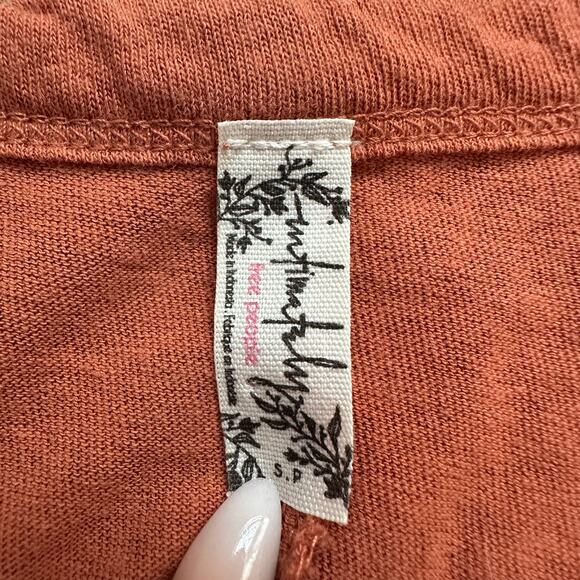 Intimately
free people
Made in Indonesia. Fabriqué en Indonésie
S.P